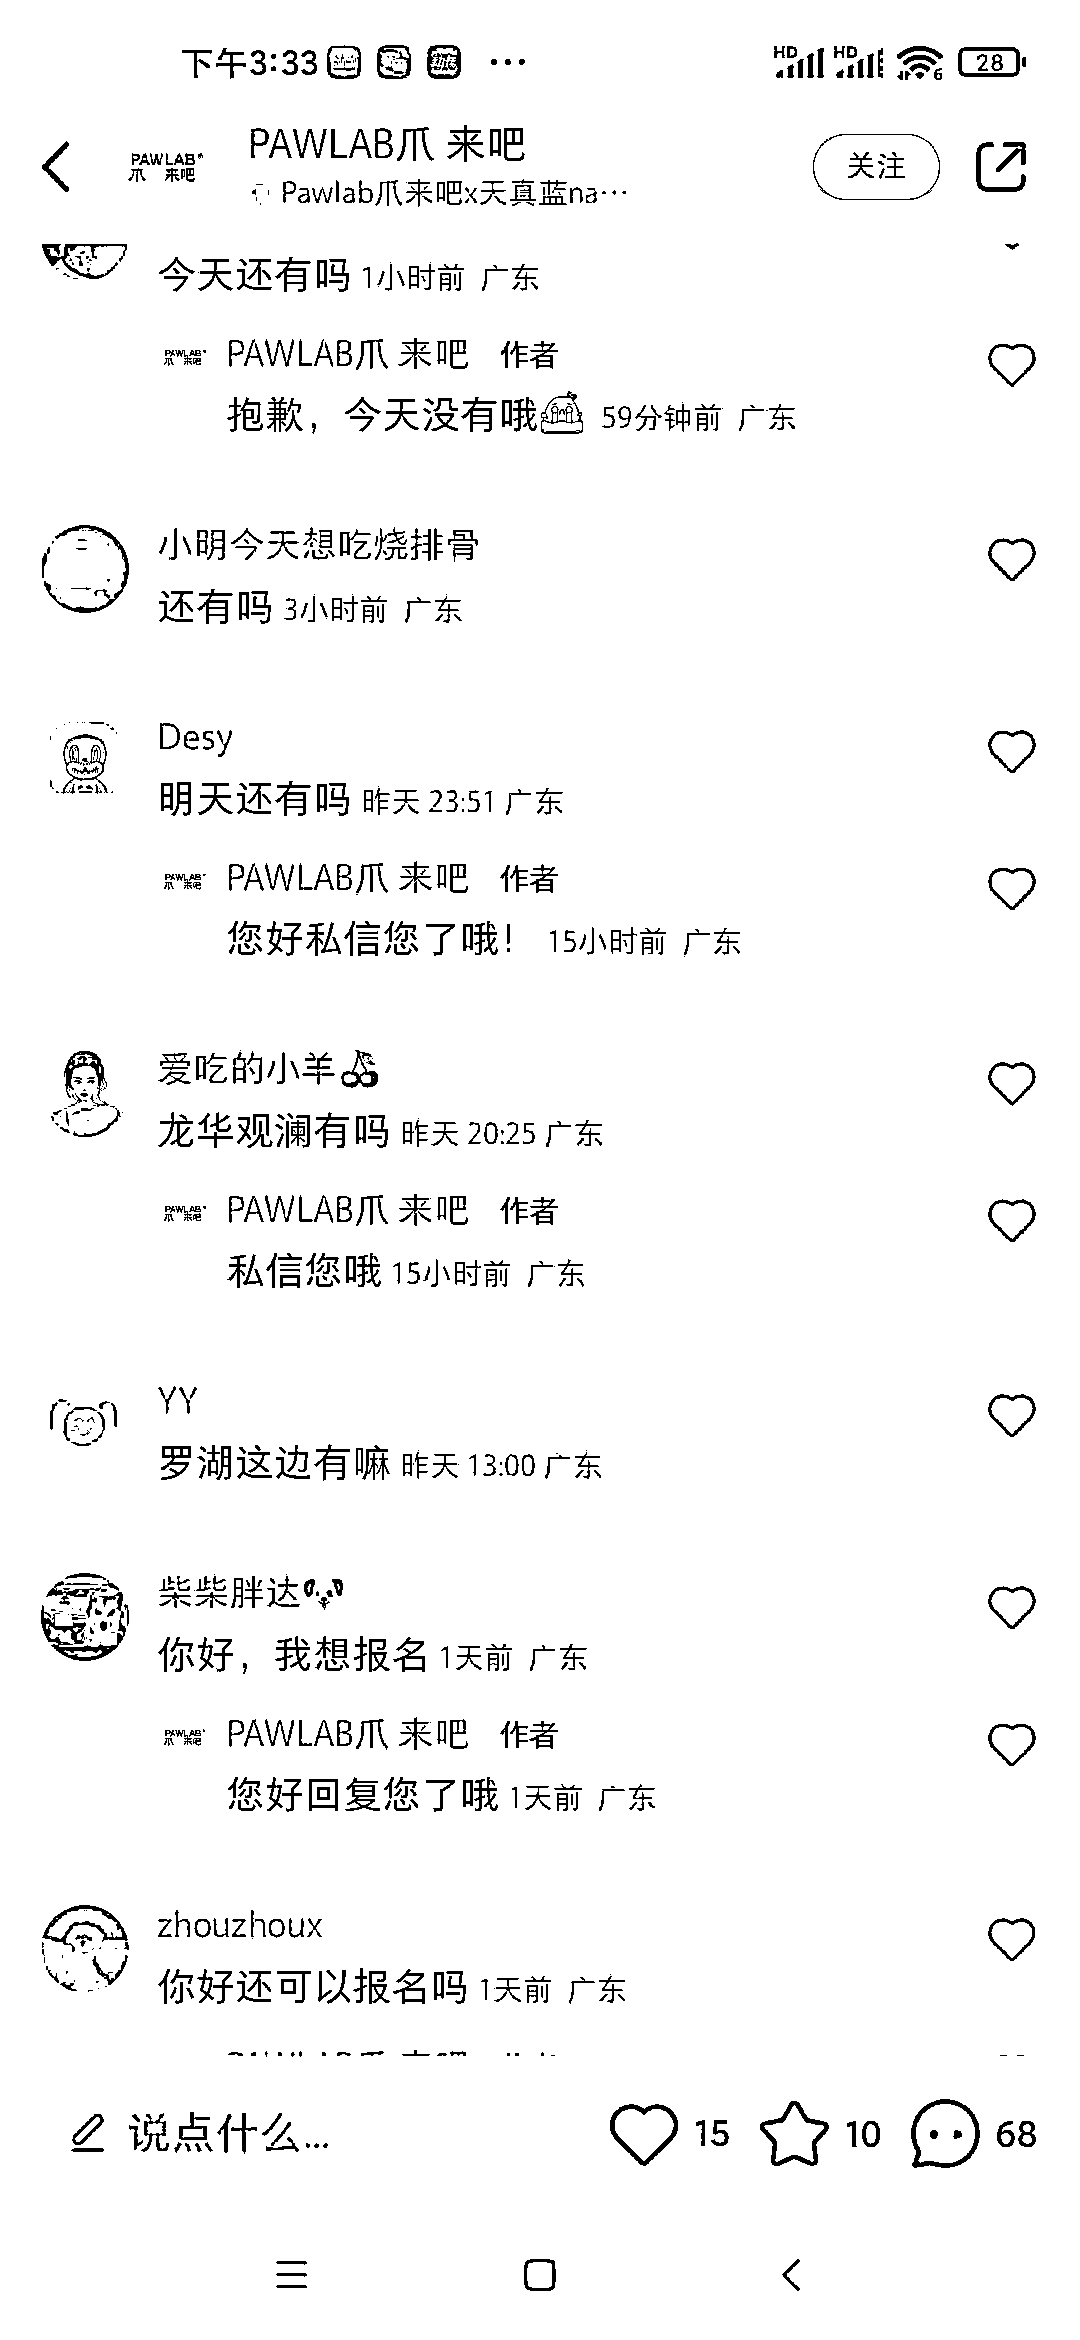 下午3:33 ... HD HD 6 28
PAWLAB爪 来吧 关注
PAWLAB®
爪 来吧
Pawlab爪来吧x天真蓝na...
今天还有吗 1小时前 广东
PAWLAB爪 来吧 作者
抱歉，今天没有哦 59分钟前 广东
小明今天想吃烧排骨
还有吗 3小时前 广东
Desy
明天还有吗 昨天 23:51 广东
PAWLAB爪 来吧 作者
您好私信您了哦！ 15小时前 广东
爱吃的小羊🍒
龙华观澜有吗 昨天 20:25 广东
PAWLAB爪 来吧 作者
私信您哦 15小时前 广东
YY
罗湖这边有嘛 昨天 13:00 广东
柴柴胖达
你好，我想报名 1天前 广东
PAWLAB爪 来吧 作者
您好回复您了哦 1天前 广东
zhouzhoux
你好还可以报名吗 1天前 广东
说点什么... 15 10 68